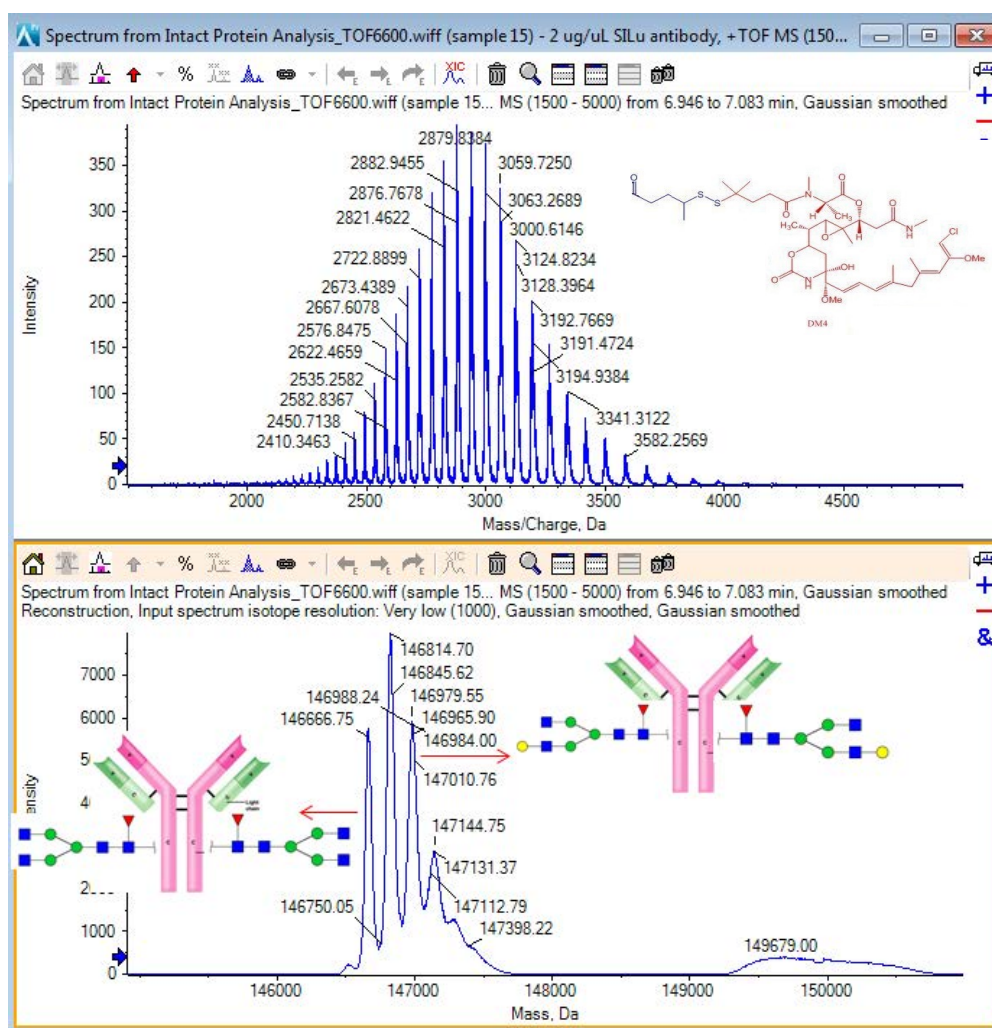 Spectrum from Intact Protein Analysis_TOF6600.wiff (sample 15) - 2 ug/uL SILu antibody, +TOF MS (150...
Spectrum from Intact Protein Analysis_TOF6600.wiff (sample 15... MS (1500 - 5000) from 6.946 to 7.083 min, Gaussian smoothed
2879.8384
2882.9455
3059.7250
2876.7678
3063.2689
2821.4622
3000.6146
2722.8899
3124.8234
2673.4389
3128.3964
2667.6078
3192.7669
2576.8475
3191.4724
2622.4659
3194.9384
2535.2582
2582.8367
3341.3122
2450.7138
3582.2569
2410.3463
350
300
250
200
150
100
50
0
Intensity
2000 2500 3000 3500 4000 4500
Mass/Charge, Da
O
S
S
O
N
O
CH3
O
O
N
H
H3C
O
O
O
N
H
OH
OMe
Cl
OMe
DM4
Spectrum from Intact Protein Analysis_TOF6600.wiff (sample 15... MS (1500 - 5000) from 6.946 to 7.083 min, Gaussian smoothed
Reconstruction, Input spectrum isotope resolution: Very low (1000), Gaussian smoothed, Gaussian smoothed
146814.70
146845.62
146988.24
146979.55
146666.75
146965.90
146984.00
147010.76
147144.75
147131.37
147112.79
146750.05
147398.22
149679.00
7000
6000
1000
0
146000 147000 148000 149000 150000
Mass, Da
Light
chain